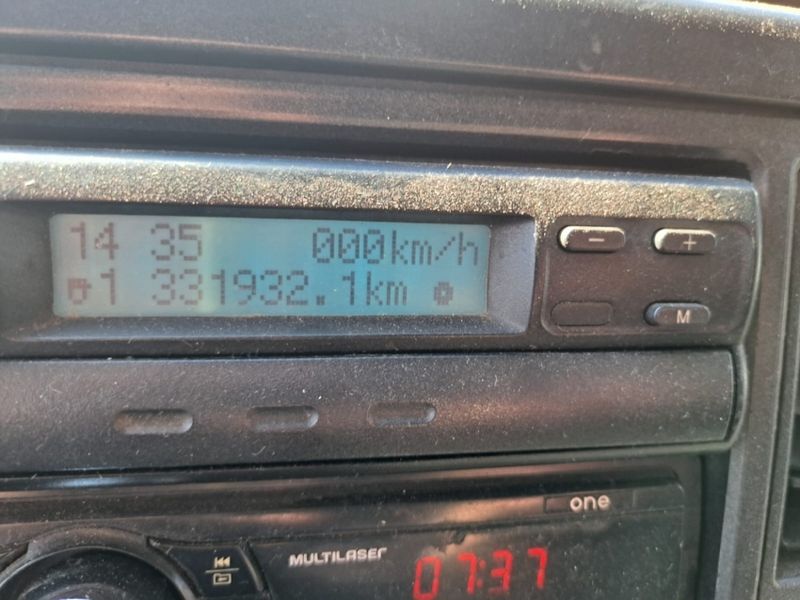 14 35 000km/h
1 331932.1km
- +
M
one
MULTILASER 07:37